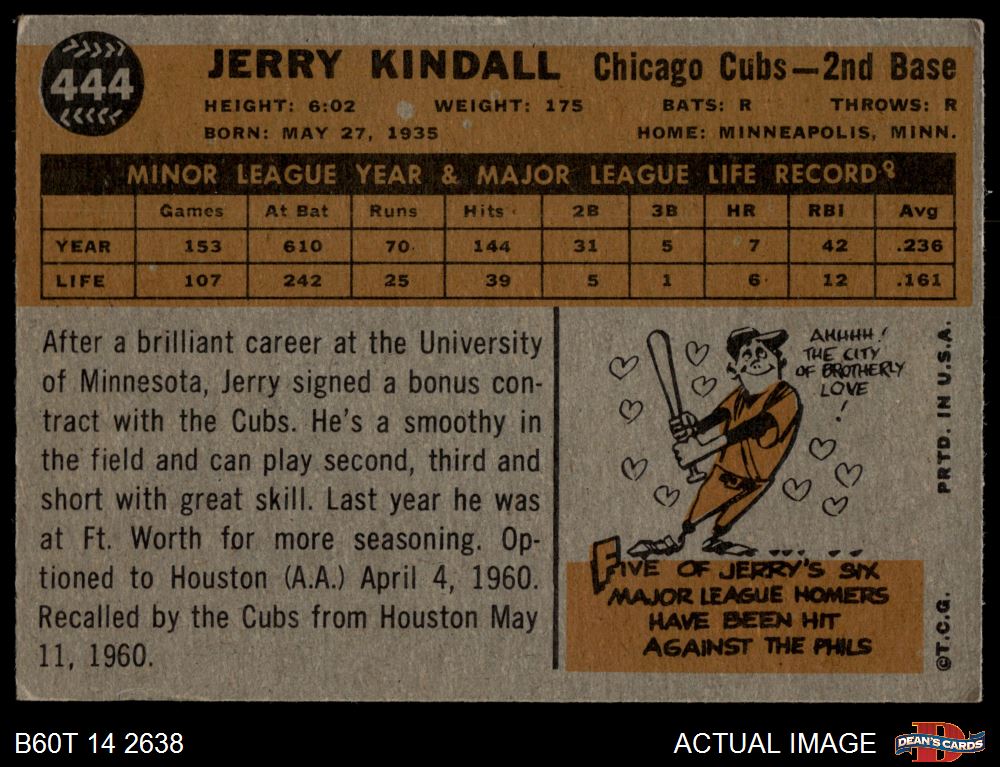 444
JERRY KINDALL Chicago Cubs—2nd Base
HEIGHT: 6:02 WEIGHT: 175 BATS: R THROWS: R
BORN: MAY 27, 1935 HOME: MINNEAPOLIS, MINN.
MINOR LEAGUE YEAR & MAJOR LEAGUE LIFE RECORD
Games At Bat Runs Hits 2B 3B HR RBI Avg
YEAR 153 610 70 144 31 5 7 42 .236
LIFE 107 242 25 39 5 1 6 12 .161
After a brilliant career at the University
of Minnesota, Jerry signed a bonus con-
tract with the Cubs. He's a smoothy in
the field and can play second, third and
short with great skill. Last year he was
at Ft. Worth for more seasoning. Op-
tioned to Houston (A.A.) April 4, 1960.
Recalled by the Cubs from Houston May
11, 1960.
AHHHH!
THE CITY
OF BROTHERLY
LOVE
!
FIVE OF JERRY'S SIX
MAJOR LEAGUE HOMERS
HAVE BEEN HIT
AGAINST THE PHILS
©T.C.G. PRTD. IN U.S.A.
B60T 14 2638
ACTUAL IMAGE
D
DEAN'S CARDS